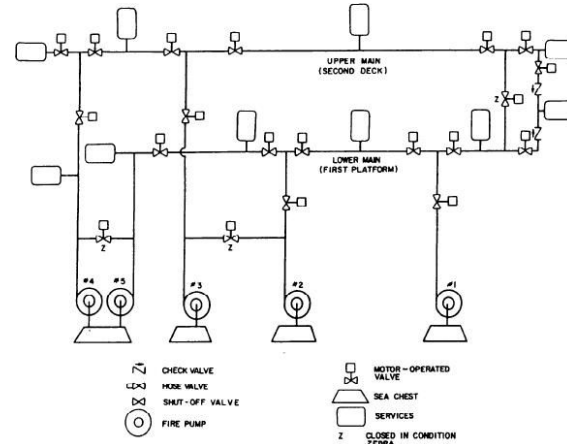 UPPER MAIN
(SECOND DECK)
Z
LOWER MAIN
(FIRST PLATFORM)
Z
Z
#4
#5
#3
#2
#1
CHECK VALVE
HOSE VALVE
SHUT-OFF VALVE
FIRE PUMP
MOTOR-OPERATED
VALVE
SEA CHEST
SERVICES
Z CLOSED IN CONDITION
ZEBRA